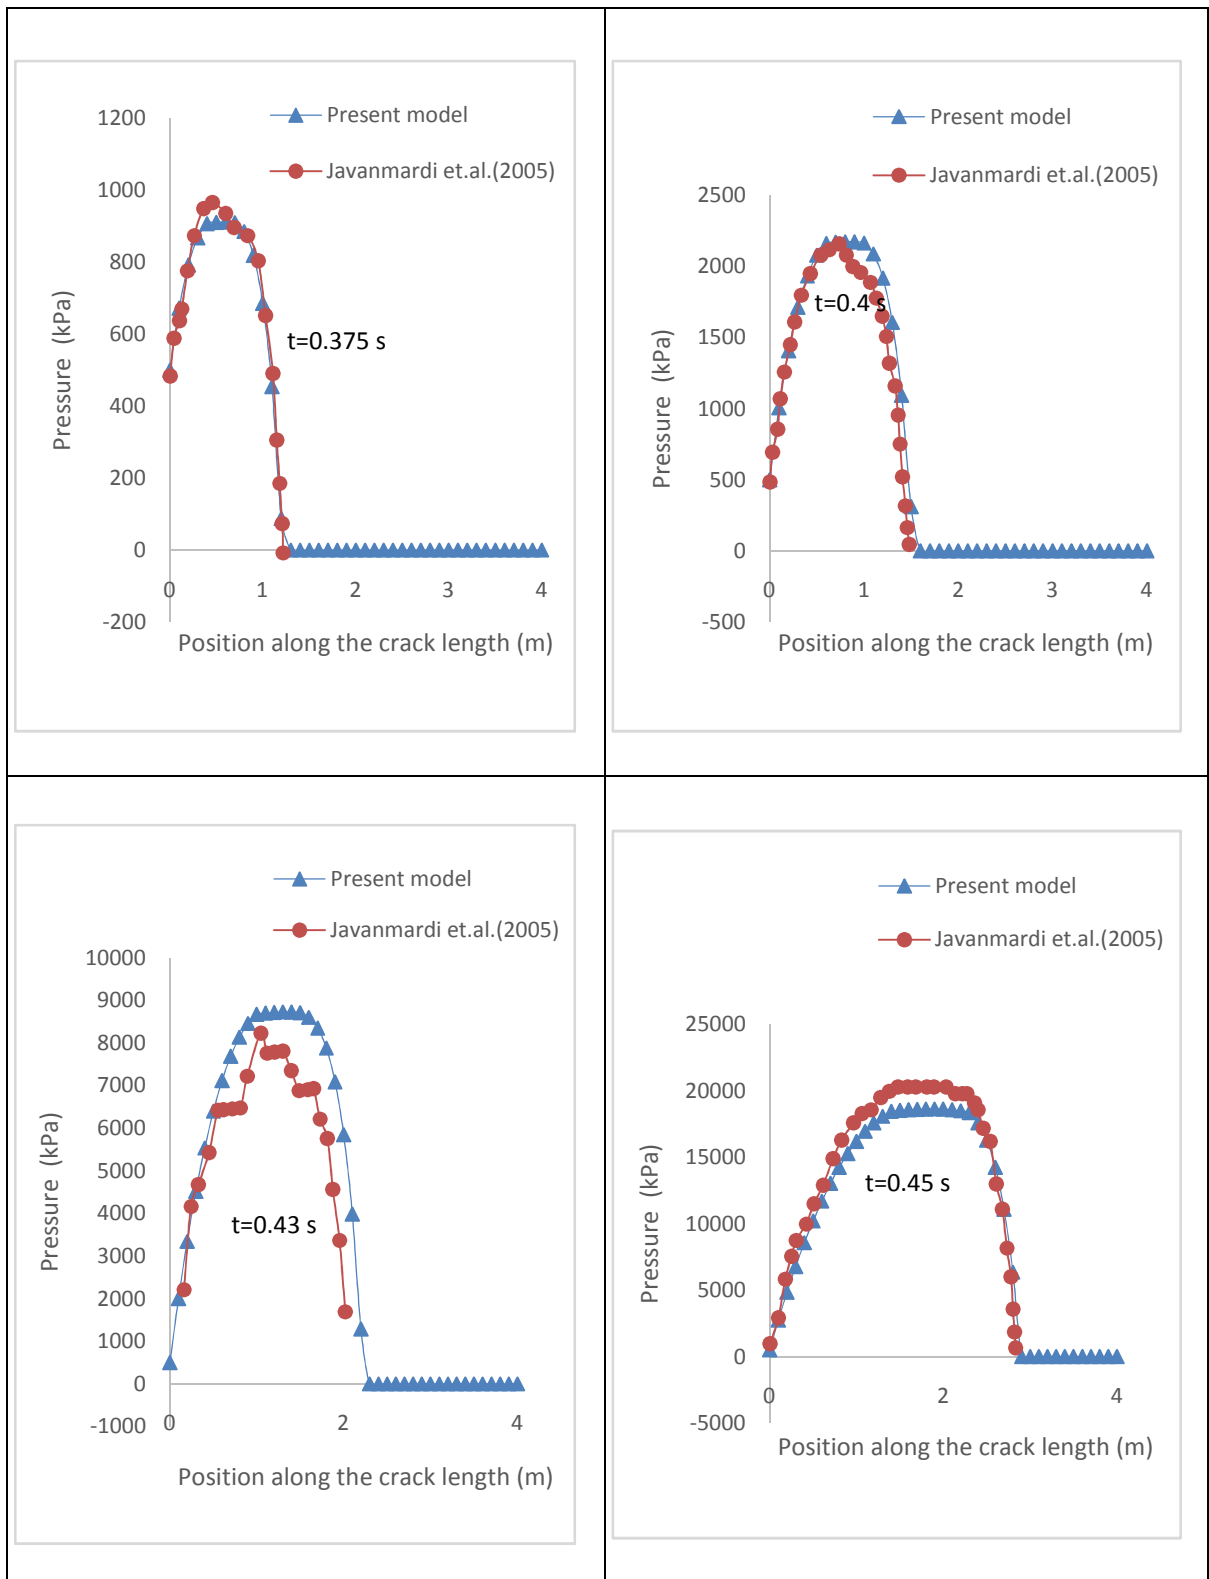 Present model
Javanmardi et.al.(2005)
1200
1000
800
600
400
200
0
-200
0 1 2 3 4
Pressure (kPa)
t=0.375 s
Position along the crack length (m)
Present model
Javanmardi et.al.(2005)
2500
2000
1500
1000
500
0
-500
0 1 2 3 4
Pressure (kPa)
t=0.4 s
Position along the crack length (m)
Present model
Javanmardi et.al.(2005)
10000
9000
8000
7000
6000
5000
4000
3000
2000
1000
0
-1000
0 2 4
Pressure (kPa)
t=0.43 s
Position along the crack length (m)
Present model
Javanmardi et.al.(2005)
25000
20000
15000
10000
5000
0
-5000
0 2 4
Pressure (kPa)
t=0.45 s
Position along the crack length (m)